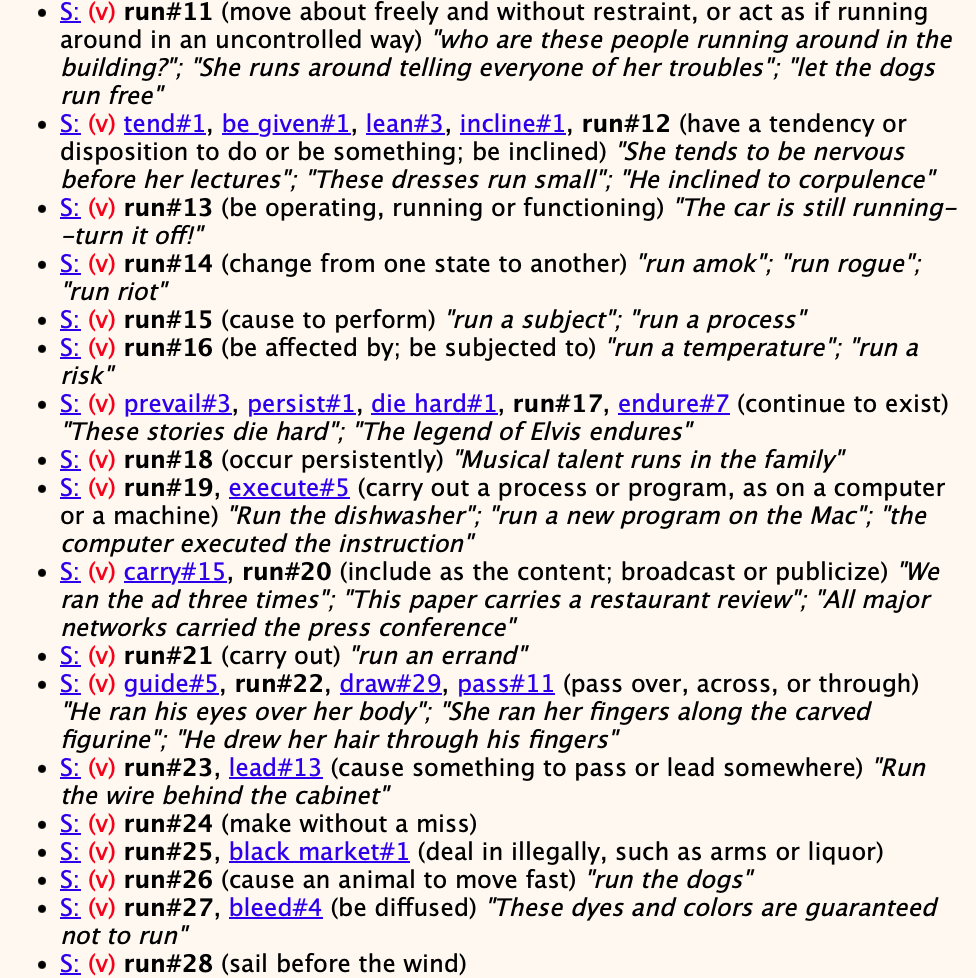 • S: (v) run#11 (move about freely and without restraint, or act as if running
around in an uncontrolled way) "who are these people running around in the
building?"; "She runs around telling everyone of her troubles"; "let the dogs
run free"
• S: (v) tend#1, be given#1, lean#3, incline#1, run#12 (have a tendency or
disposition to do or be something; be inclined) "She tends to be nervous
before her lectures"; "These dresses run small"; "He inclined to corpulence"
• S: (v) run#13 (be operating, running or functioning) "The car is still running-
-turn it off!"
• S: (v) run#14 (change from one state to another) "run amok"; "run rogue";
"run riot"
• S: (v) run#15 (cause to perform) "run a subject"; "run a process"
• S: (v) run#16 (be affected by; be subjected to) "run a temperature"; "run a
risk"
• S: (v) prevail#3, persist#1, die hard#1, run#17, endure#7 (continue to exist)
"These stories die hard"; "The legend of Elvis endures"
• S: (v) run#18 (occur persistently) "Musical talent runs in the family"
• S: (v) run#19, execute#5 (carry out a process or program, as on a computer
or a machine) "Run the dishwasher"; "run a new program on the Mac"; "the
computer executed the instruction"
• S: (v) carry#15, run#20 (include as the content; broadcast or publicize) "We
ran the ad three times"; "This paper carries a restaurant review"; "All major
networks carried the press conference"
• S: (v) run#21 (carry out) "run an errand"
• S: (v) guide#5, run#22, draw#29, pass#11 (pass over, across, or through)
"He ran his eyes over her body"; "She ran her fingers along the carved
figurine"; "He drew her hair through his fingers"
• S: (v) run#23, lead#13 (cause something to pass or lead somewhere) "Run
the wire behind the cabinet"
• S: (v) run#24 (make without a miss)
• S: (v) run#25, black market#1 (deal in illegally, such as arms or liquor)
• S: (v) run#26 (cause an animal to move fast) "run the dogs"
• S: (v) run#27, bleed#4 (be diffused) "These dyes and colors are guaranteed
not to run"
• S: (v) run#28 (sail before the wind)